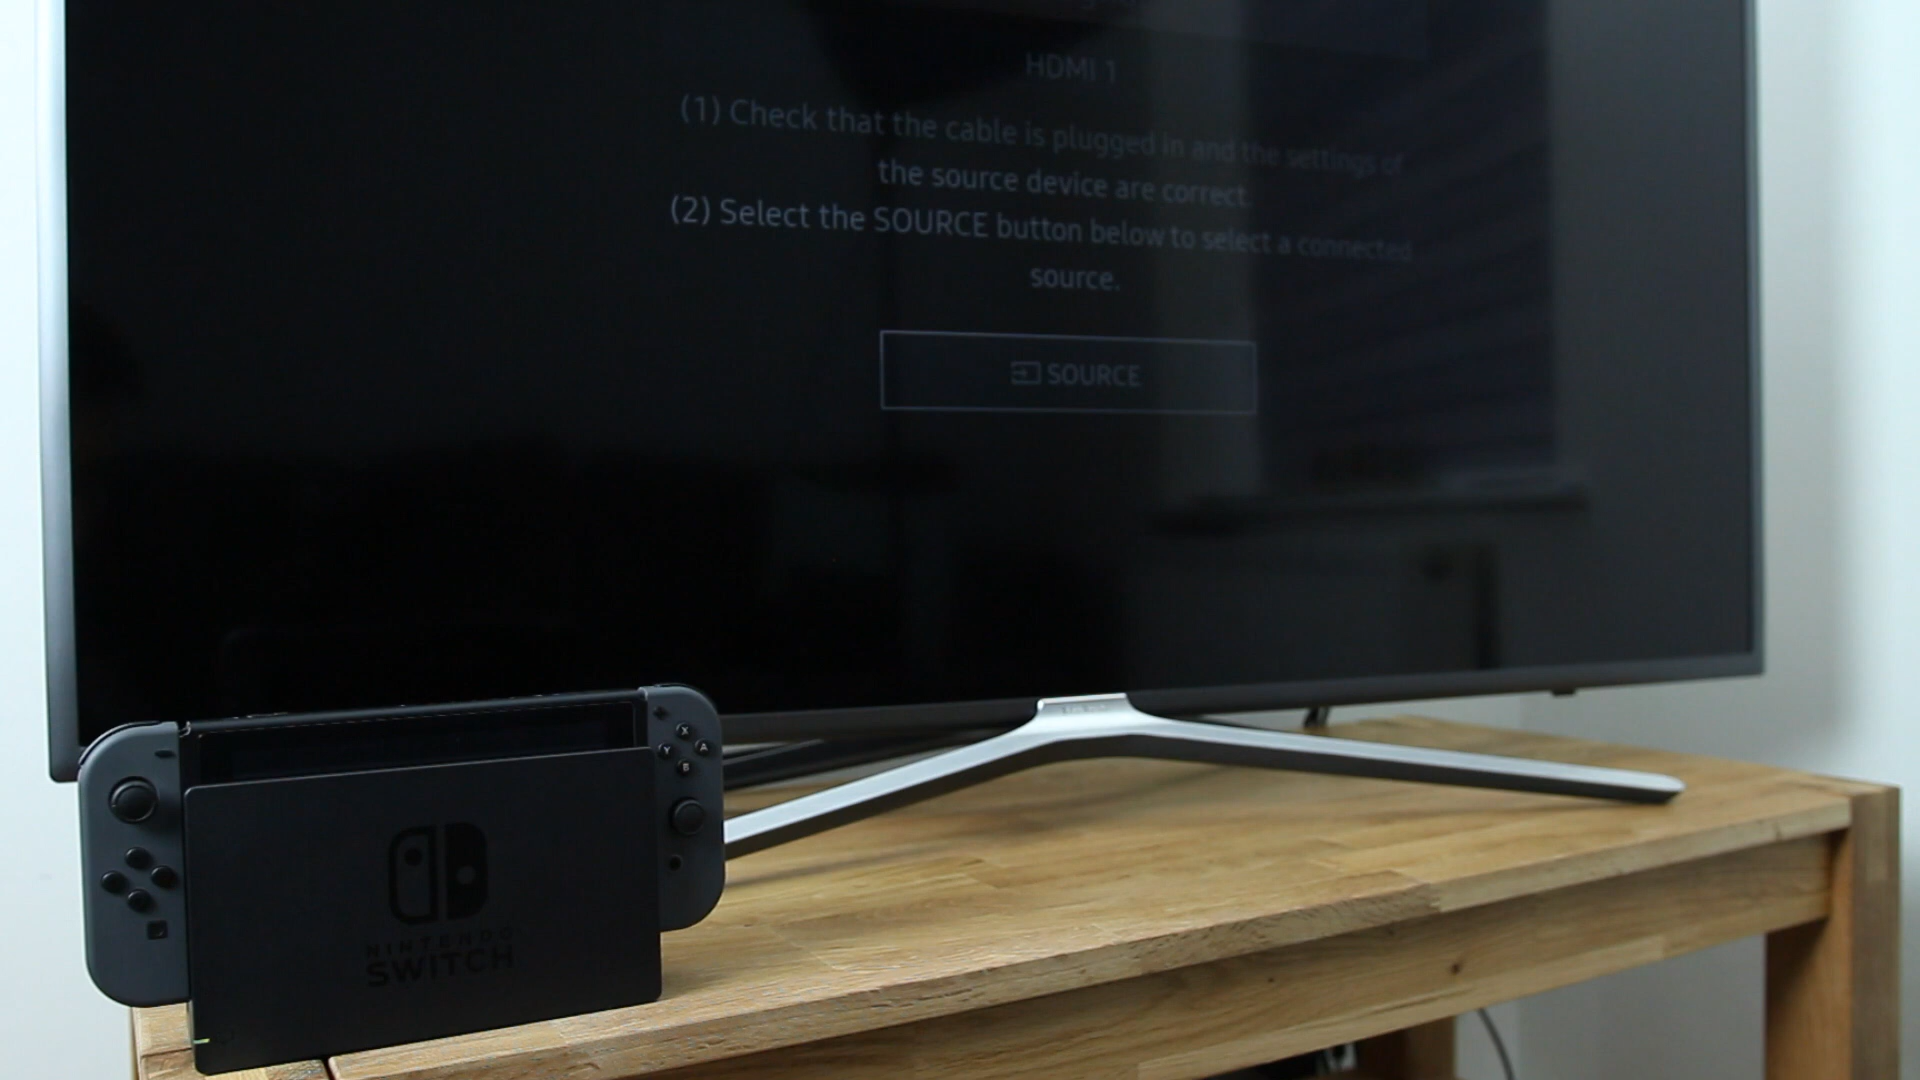 HDMI 1
(1) Check that the cable is plugged in and the settings of
the source device are correct.
(2) Select the SOURCE button below to select a connected
source.
SOURCE
X
Y
A
B
NINTENDO
SWITCH